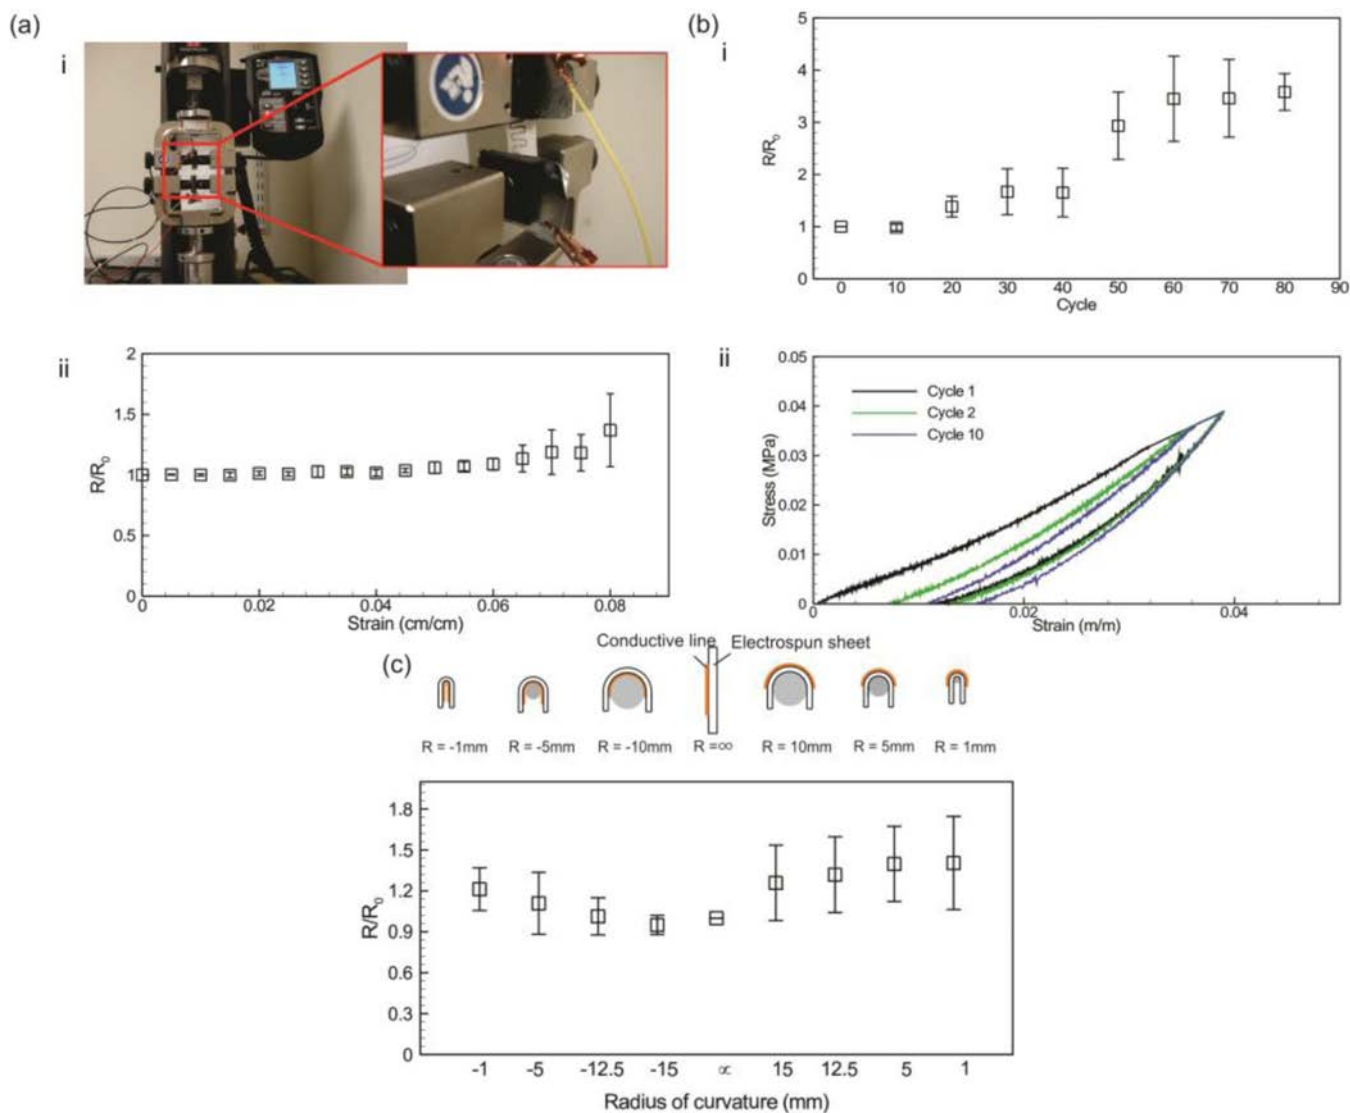 (a)
i
(b)
i
5
4
3
2
1
0
R/R0
0 10 20 30 40 50 60 70 80 90
Cycle
ii
2
1.5
1
0.5
0
R/R0
0 0.02 0.04 0.06 0.08
Strain (cm/cm)
ii
0.05
0.04
0.03
0.02
0.01
0
Stress (MPa)
Cycle 1
Cycle 2
Cycle 10
0.02 0.04
Strain (m/m)
(c)
Conductive line Electrospun sheet
R = -1mm R = -5mm R = -10mm R =∞ R = 10mm R = 5mm R = 1mm
1.8
1.5
1.2
0.9
0.6
0.3
0
R/R0
-1 -5 -12.5 -15 ∝ 15 12.5 5 1
Radius of curvature (mm)